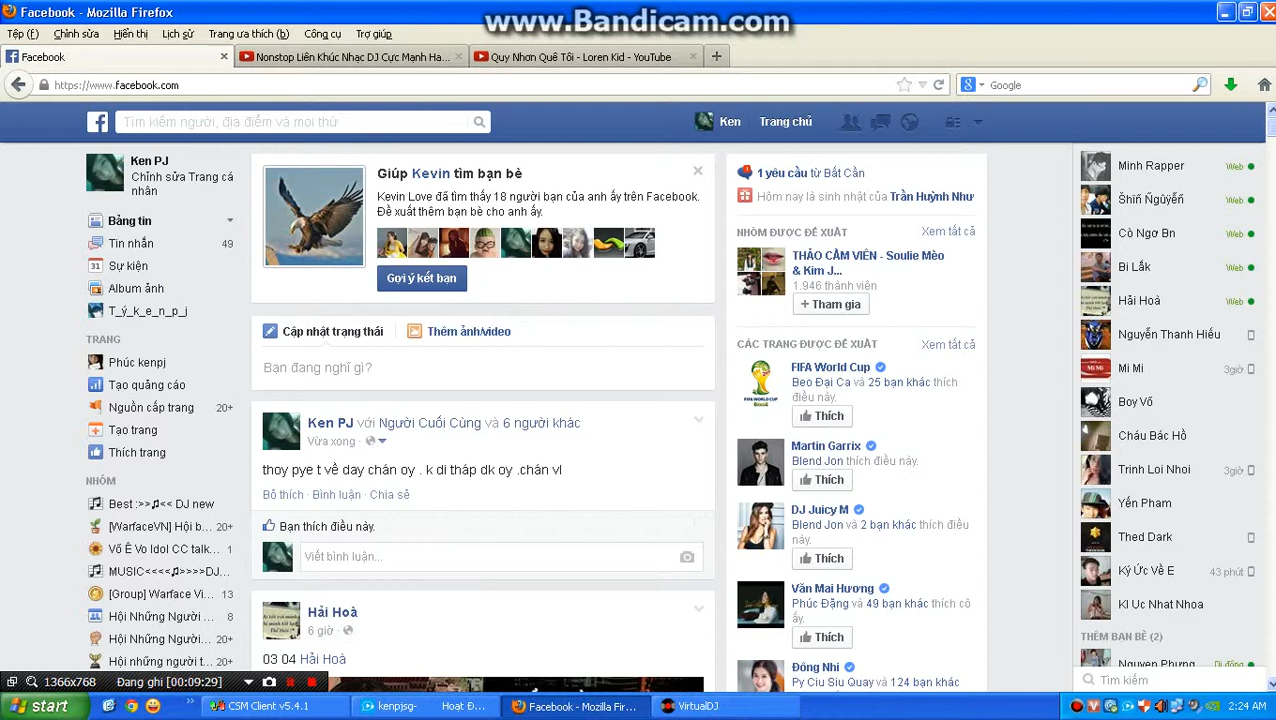 Facebook - Mozilla Firefox
www.Bandicam.com
Tệp (F) Chỉnh sửa Hiển thị Lịch sử Trang ưa thích (b) Công cụ Trợ giúp
Facebook × Nonstop Liên Khúc Nhạc DJ Cực Mạnh Ha... × Quy Nhơn Quê Tôi - Loren Kid - YouTube × +
https://www.facebook.com Google
Tìm kiếm người, địa điểm và mọi thứ
Ken Trang chủ
Ken PJ
Chỉnh sửa Trang cá
nhân
Bảng tin
Tin nhắn 49
Sự kiện
31
Album ảnh
T_ý_k_e_n_p_j
TRANG
Phúc kenpj
Tạo quảng cáo
Nguồn cấp trang 20+
Tạo trang
Thích trang
NHÓM
Best :>>♫<< DJ new
[WarfaceVN] Hội b... 20+
Võ Ê Vo Idol CC talk...
MUSIC<<<♫>>>DJ...
[Group] Warface Vi... 13
Hội Những Người ... 8
Hội Những Người... 20+
Hội những người t... 20+
Giúp Kevin tìm bạn bè
Kevin Love đã tìm thấy 18 người bạn của anh ấy trên Facebook.
Đề xuất thêm bạn bè cho anh ấy.
Gợi ý kết bạn
Cập nhật trạng thái Thêm ảnh/video
Bạn đang nghĩ gì?
Ken PJ với Người Cuối Cùng và 6 người khác
Vừa xong ·
thoy pye t về day chán oy . k di tháp dk oy .chán vl
Bỏ thích · Bình luận · Chia sẻ
Bạn thích điều này.
Viết bình luận...
Hải Hoà
6 giờ ·
03 04 Hải Hoà
1 yêu cầu từ Bất Cần
Hôm nay là sinh nhật của Trần Huỳnh Như
NHÓM ĐƯỢC ĐỀ XUẤT Xem tất cả
THẢO CẦM VIÊN - Soulie Mèo
& Kim J...
1.946 thành viên
+ Tham gia
CÁC TRANG ĐƯỢC ĐỀ XUẤT Xem tất cả
FIFA World Cup
Beo Đại Ca và 25 bạn khác thích
điều này.
Thích
Martin Garrix
Blend Jon thích điều này.
Thích
DJ Juicy M
Blend Jon và 2 bạn khác thích điều
này.
Thích
Văn Mai Hương
Phúc Đặng và 49 bạn khác thích cô
ấy.
Thích
Đông Nhi
Py Ciu Siu Quay và 124 bạn khác
Minh Rapper Web
Shin Nguyễn Web
Cò Ngơ Bn
Bi Lắk
Hải Hoà Web
Nguyễn Thanh Hiếu
Mi Mi 3giờ
Boy Võ
Cháu Bác Hồ
Trinh Loi Nhoi 3giờ
Yến Pham
Thed Dark
Ký Ức Về E 43 phút
Kí Uc Nhat Khoa
THÊM BẠN BÈ (2)
Nguyen Phung Di động
Tìm kiếm
1366x768 Đang ghi [00:09:29]
start CSM Client v5.4.1 kenpjsg- Hoạt Đ... Facebook - Mozilla Fir... VirtualDJ 2:24 AM